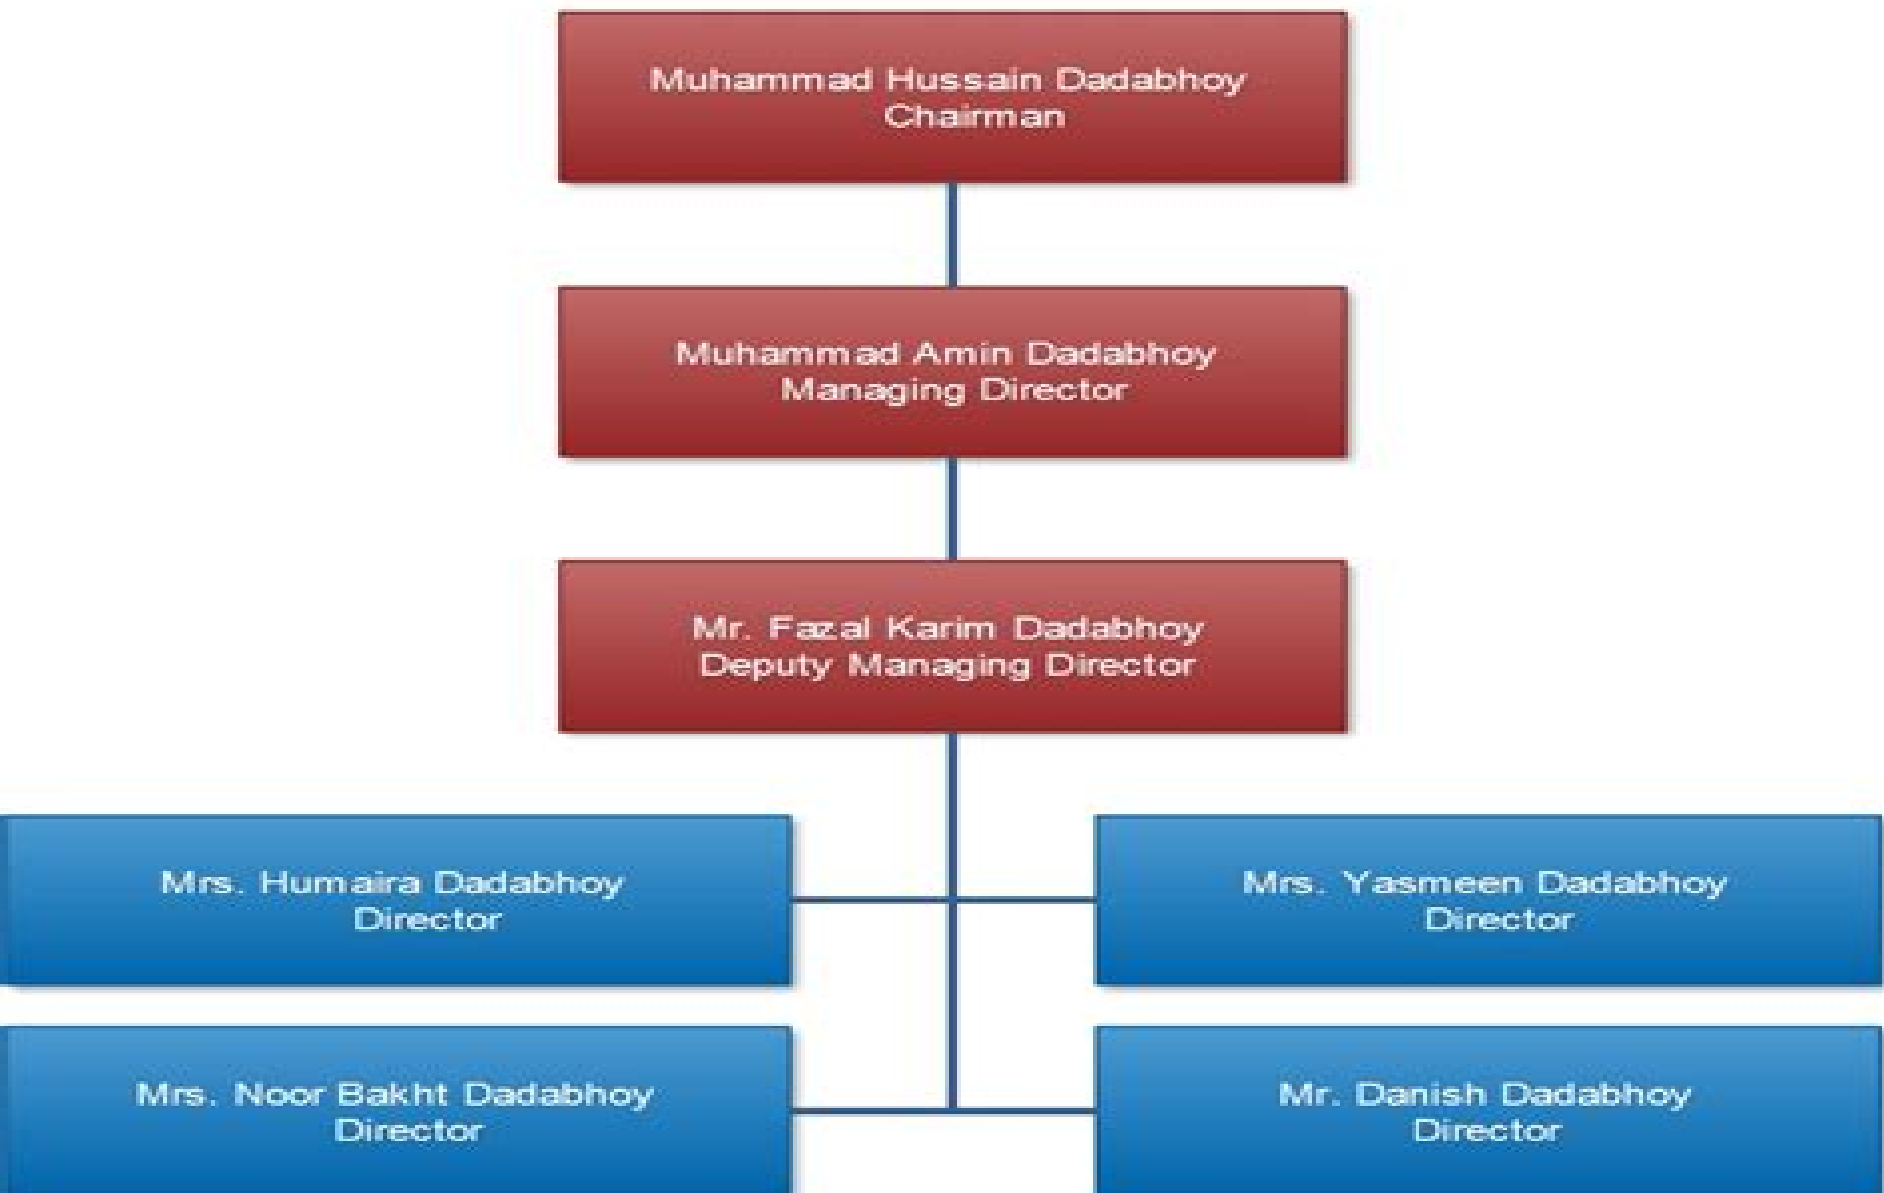 Muhammad Hussain Dadabhoy
Chairman
Muhammad Amin Dadabhoy
Managing Director
Mr. Fazal Karim Dadabhoy
Deputy Managing Director
Mrs. Humaira Dadabhoy
Director
Mrs. Yasmeen Dadabhoy
Director
Mrs. Noor Bakht Dadabhoy
Director
Mr. Danish Dadabhoy
Director